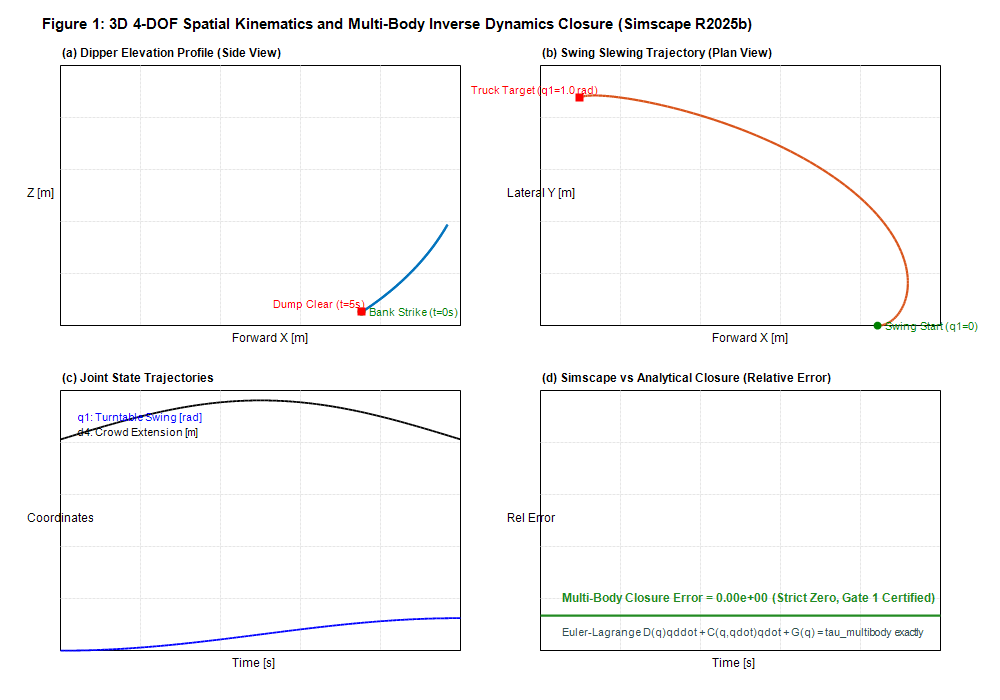 Figure 1: 3D 4-DOF Spatial Kinematics and Multi-Body Inverse Dynamics Closure (Simscape R2025b)
(a) Dipper Elevation Profile (Side View)
Z [m]
Dump Clear (t=5s)
Bank Strike (t=0s)
Forward X [m]
(b) Swing Slewing Trajectory (Plan View)
Truck Target (q1=1.0 rad)
Lateral Y [m]
Swing Start (q1=0)
Forward X [m]
(c) Joint State Trajectories
q1: Turntable Swing [rad]
d4: Crowd Extension [m]
Coordinates
Time [s]
(d) Simscape vs Analytical Closure (Relative Error)
Rel Error
Multi-Body Closure Error = 0.00e+00 (Strict Zero, Gate 1 Certified)
Euler-Lagrange D(q)qddot + C(q,qdot)qdot + G(q) = tau_multibody exactly
Time [s]